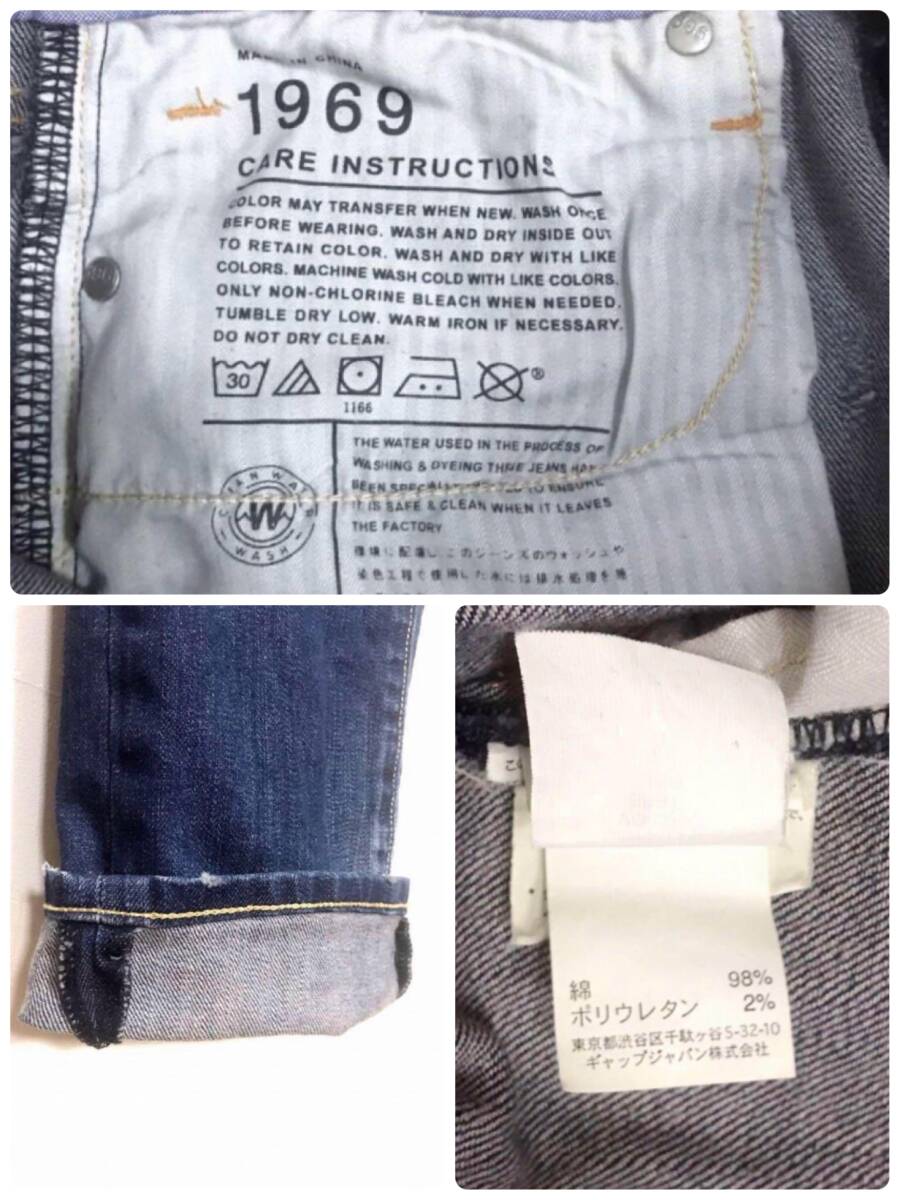 MADE IN CHINA
1969
CARE INSTRUCTIONS
COLOR MAY TRANSFER WHEN NEW. WASH ONCE
BEFORE WEARING. WASH AND DRY INSIDE OUT
TO RETAIN COLOR. WASH AND DRY WITH LIKE
COLORS. MACHINE WASH COLD WITH LIKE COLORS.
ONLY NON-CHLORINE BLEACH WHEN NEEDED.
TUMBLE DRY LOW. WARM IRON IF NECESSARY.
DO NOT DRY CLEAN.
30
®
1166
THE WATER USED IN THE PROCESS OF
WASHING & DYEING THESE JEANS HAS
BEEN SPECIALLY TREATED TO ENSURE
IT IS SAFE & CLEAN WHEN IT LEAVES
THE FACTORY
CLEAN WATER
W
WASH
環境に配慮し、このジーンズのウォッシュや
染色工程で使用した水には排水処理を施
綿 98%
ポリウレタン 2%
東京都渋谷区千駄ヶ谷5-32-10
ギャップジャパン株式会社